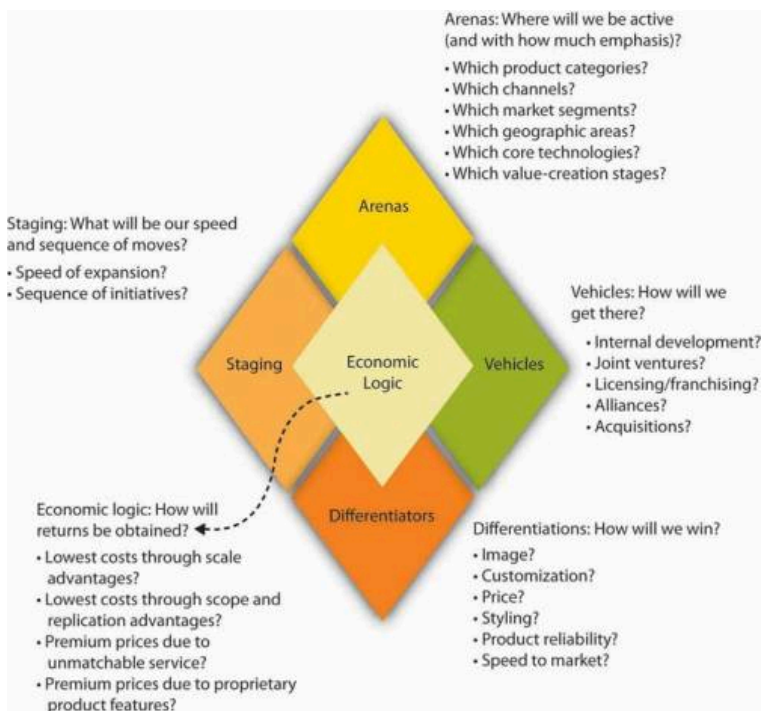 Arenas: Where will we be active
(and with how much emphasis)?
• Which product categories?
• Which channels?
• Which market segments?
• Which geographic areas?
• Which core technologies?
• Which value-creation stages?
Arenas
Staging: What will be our speed
and sequence of moves?
• Speed of expansion?
• Sequence of initiatives?
Vehicles: How will we
get there?
• Internal development?
• Joint ventures?
• Licensing/franchising?
• Alliances?
• Acquisitions?
Staging
Economic
Logic
Vehicles
Economic logic: How will
returns be obtained?
• Lowest costs through scale
advantages?
• Lowest costs through scope and
replication advantages?
• Premium prices due to
unmatchable service?
• Premium prices due to proprietary
product features?
Differentiators
Differentiations: How will we win?
• Image?
• Customization?
• Price?
• Styling?
• Product reliability?
• Speed to market?